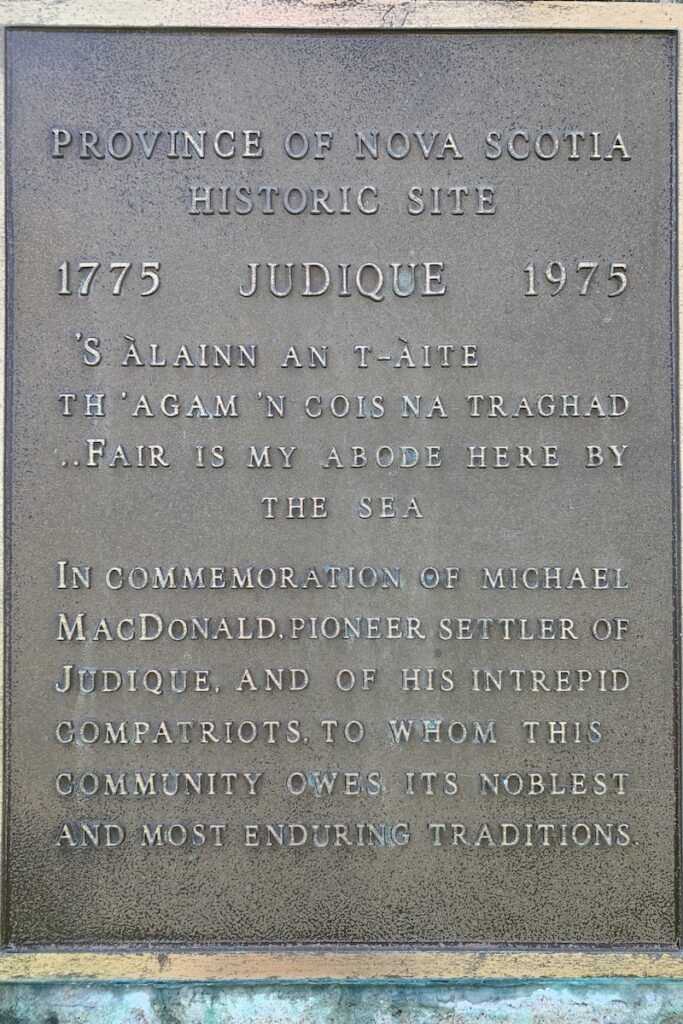 PROVINCE OF NOVA SCOTIA
HISTORIC SITE
1775 JUDIQUE 1975
'S ÀLAINN AN T-ÀITE
TH 'AGAM 'N COIS NA TRAGHAD
..FAIR IS MY ABODE HERE BY
THE SEA
IN COMMEMORATION OF MICHAEL
MACDONALD, PIONEER SETTLER OF
JUDIQUE, AND OF HIS INTREPID
COMPATRIOTS, TO WHOM THIS
COMMUNITY OWES ITS NOBLEST
AND MOST ENDURING TRADITIONS.